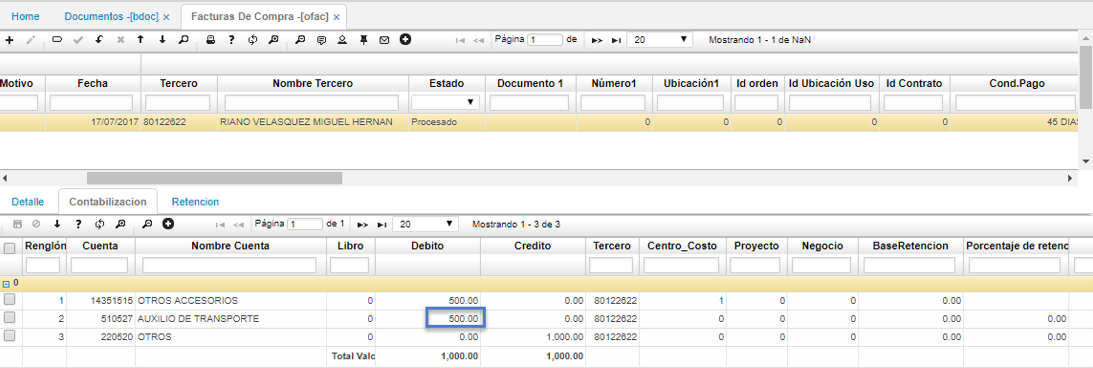 Home Documentos -[bdoc] × Facturas De Compra -[ofac] ×
Página 1 de 20 Mostrando 1 - 1 de NaN
Motivo Fecha Tercero Nombre Tercero Estado Documento 1 Número1 Ubicación1 Id orden Id Ubicación Uso Id Contrato Cond.Pago
17/07/2017 80122622 RIANO VELASQUEZ MIGUEL HERNAN Procesado 0 0 0 0 0 45 DIAS
Detalle Contabilizacion Retencion
Página 1 de 1 20 Mostrando 1 - 3 de 3
Renglón Cuenta Nombre Cuenta Libro Debito Credito Tercero Centro_Costo Proyecto Negocio BaseRetencion Porcentaje de retenc
0
1 14351515 OTROS ACCESORIOS 0 500.00 0.00 80122622 1 0 0 0.00
2 510527 AUXILIO DE TRANSPORTE 0 500.00 0.00 80122622 0 0 0 0.00 0.00
3 220520 OTROS 0 0.00 1,000.00 80122622 0 0 0 0.00 0.00
Total Valo 1,000.00 1,000.00